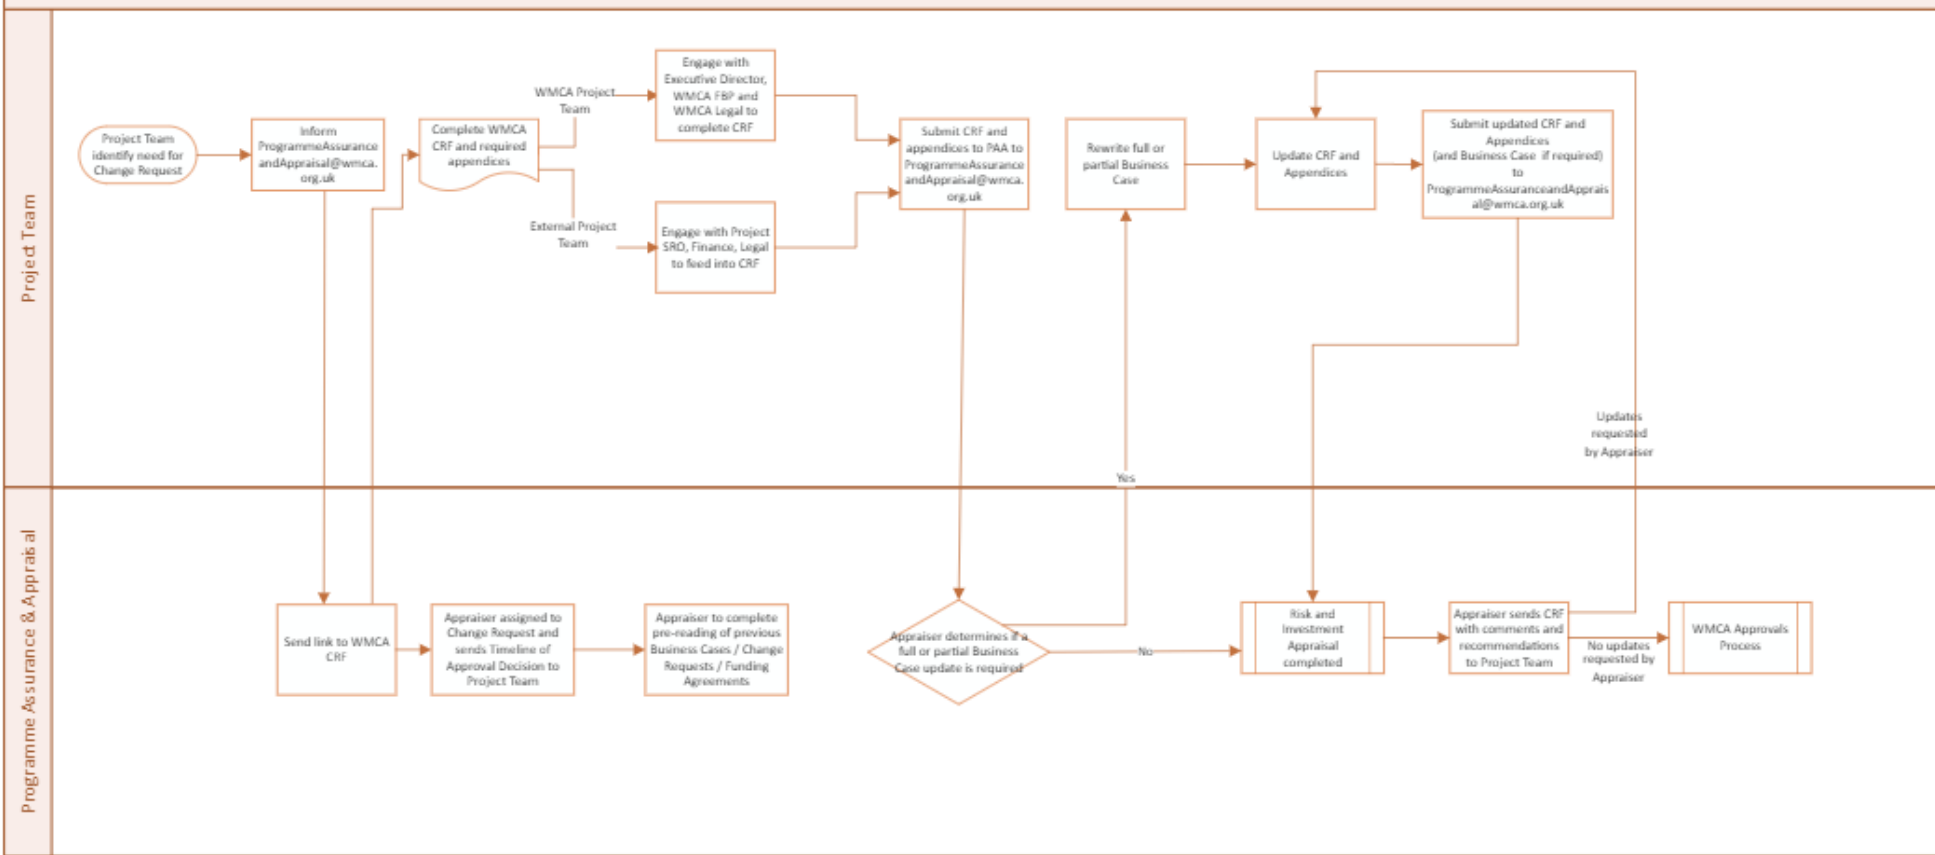 Project Team
Project Team
identify need for
Change Request
Inform
ProgrammeAssurance
andAppraisal@wmca.
org.uk
Complete WMCA
CRF and required
appendices
WMCA Project
Team
External Project
Team
Engage with
Executive Director,
WMCA FBP and
WMCA Legal to
complete CRF
Engage with Project
SRO, Finance, Legal
to feed into CRF
Submit CRF and
appendices to PAA to
ProgrammeAssurance
andAppraisal@wmca.
org.uk
Rewrite full or
partial Business
Case
Update CRF and
Appendices
Submit updated CRF and
Appendices
(and Business Case if required)
to
ProgrammeAssuranceandApprais
al@wmca.org.uk
Updates
requested
by Appraiser
Yes
Programme Assurance & Appraisal
Send link to WMCA
CRF
Appraiser assigned to
Change Request and
sends Timeline of
Approval Decision to
Project Team
Appraiser to complete
pre-reading of previous
Business Cases / Change
Requests / Funding
Agreements
Appraiser determines if a
full or partial Business
Case update is required
No
Risk and
Investment
Appraisal
completed
Appraiser sends CRF
with comments and
recommendations
to Project Team
No updates
requested by
Appraiser
WMCA Approvals
Process